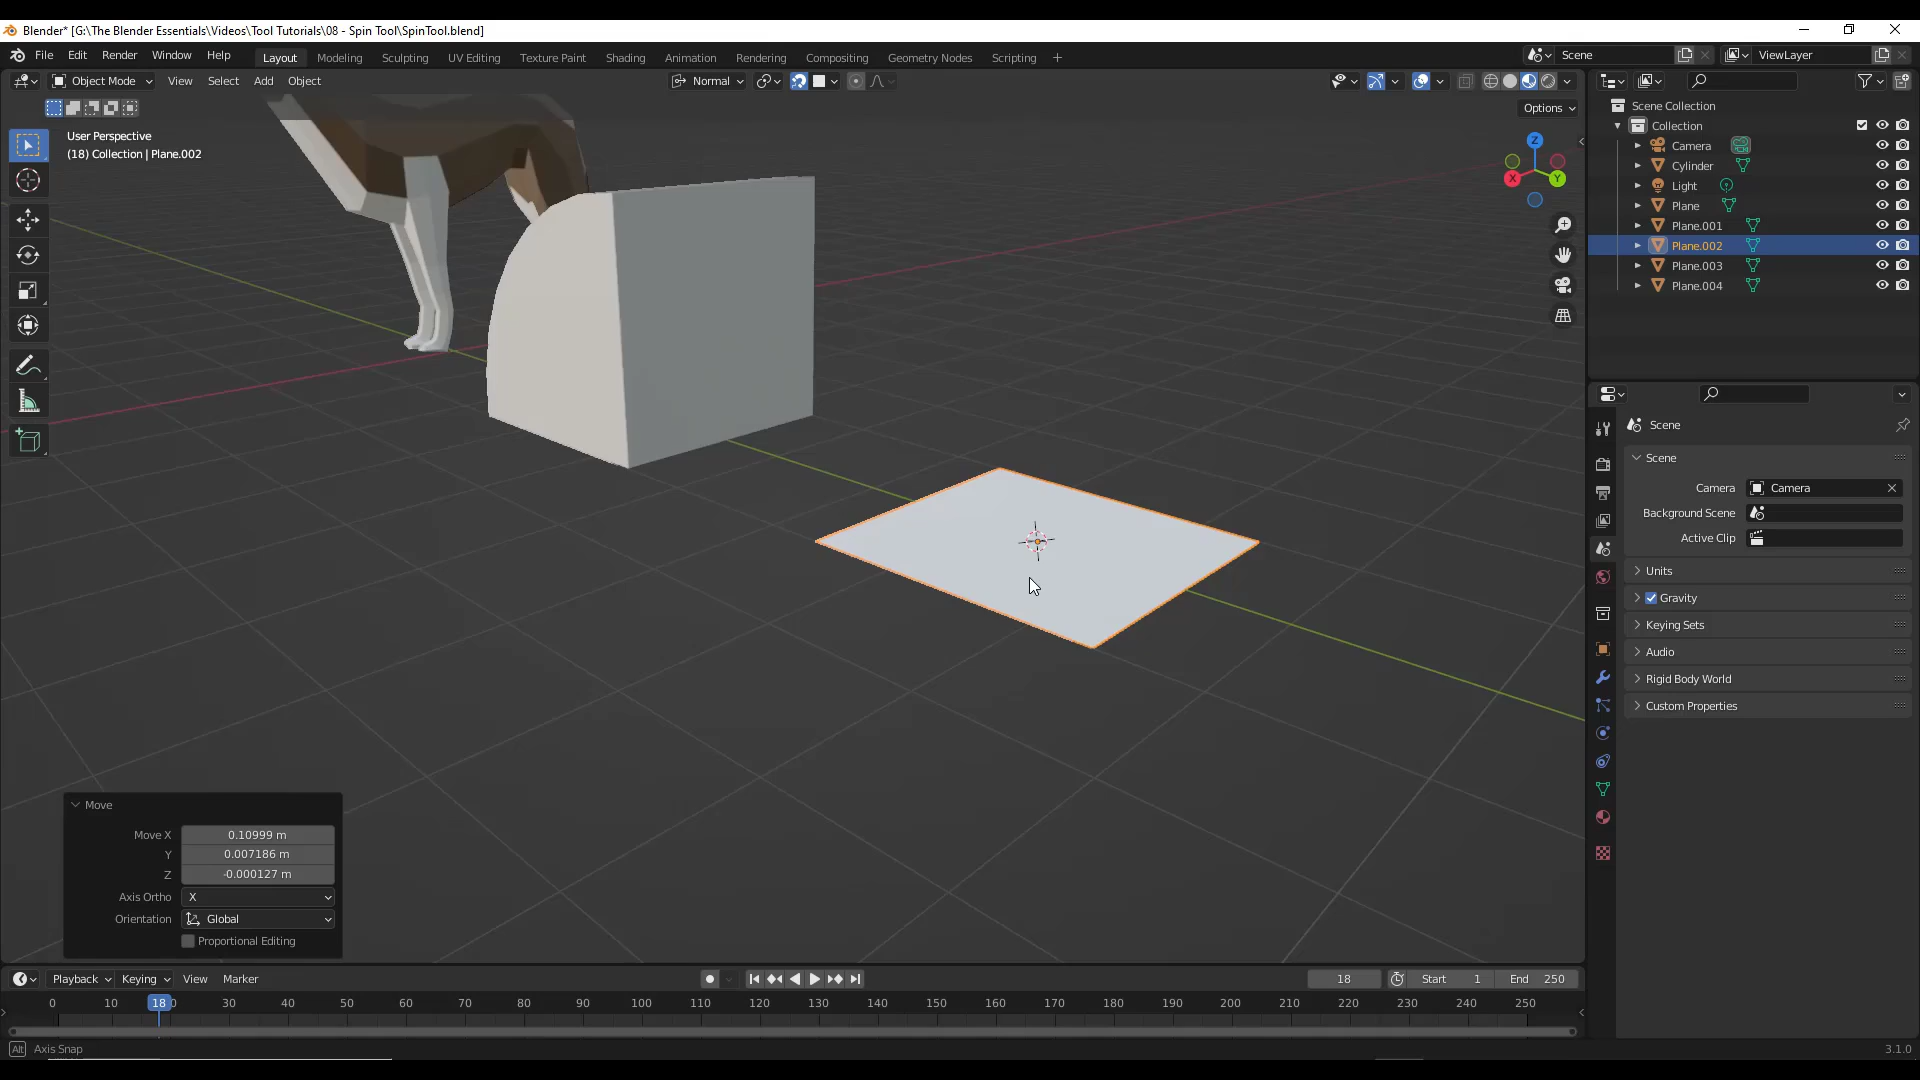 Blender* [G:\The Blender Essentials\Videos\Tool Tutorials\08 - Spin Tool\SpinTool.blend]
File Edit Render Window Help Layout Modeling Sculpting UV Editing Texture Paint Shading Animation Rendering Compositing Geometry Nodes Scripting + Scene ViewLayer
Object Mode View Select Add Object Normal
Options
User Perspective
(18) Collection | Plane.002
Z
X
Y
Scene Collection
Collection
Camera
Cylinder
Light
Plane
Plane.001
Plane.002
Plane.003
Plane.004
Scene
Scene
Camera Camera
Background Scene
Active Clip
Units
Gravity
Keying Sets
Audio
Rigid Body World
Custom Properties
Move
Move X 0.10999 m
Y 0.007186 m
Z -0.000127 m
Axis Ortho X
Orientation Global
Proportional Editing
Playback Keying View Marker 18 Start 1 End 250
0 10 18 0 30 40 50 60 70 80 90 100 110 120 130 140 150 160 170 180 190 200 210 220 230 240 250
Alt Axis Snap 3.1.0